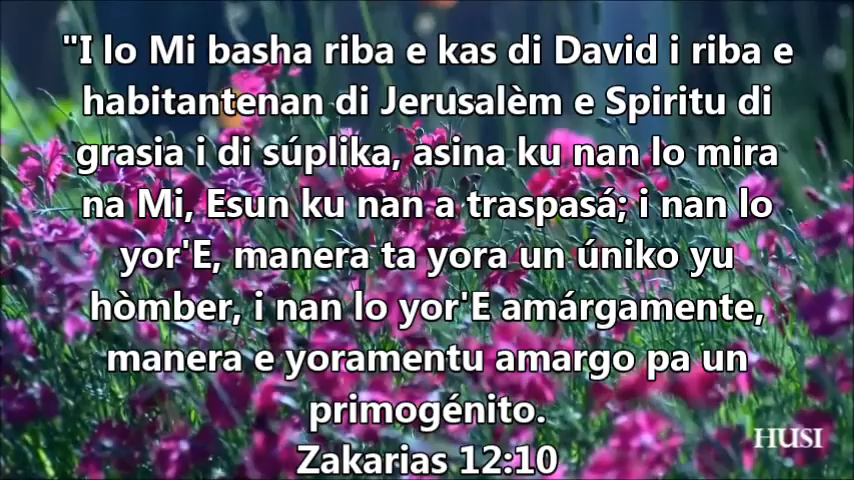 "I lo Mi basha riba e kas di David i riba e
habitantenan di Jerusalèm e Spiritu di
grasia i di súplika, asina ku nan lo mira
na Mi, Esun ku nan a traspasá; i nan lo
yor'E, manera ta yora un úniko yu
hòmber, i nan lo yor'E amárgamente,
manera e yoramentu amargo pa un
primogénito.
Zakarias 12:10
HUSI